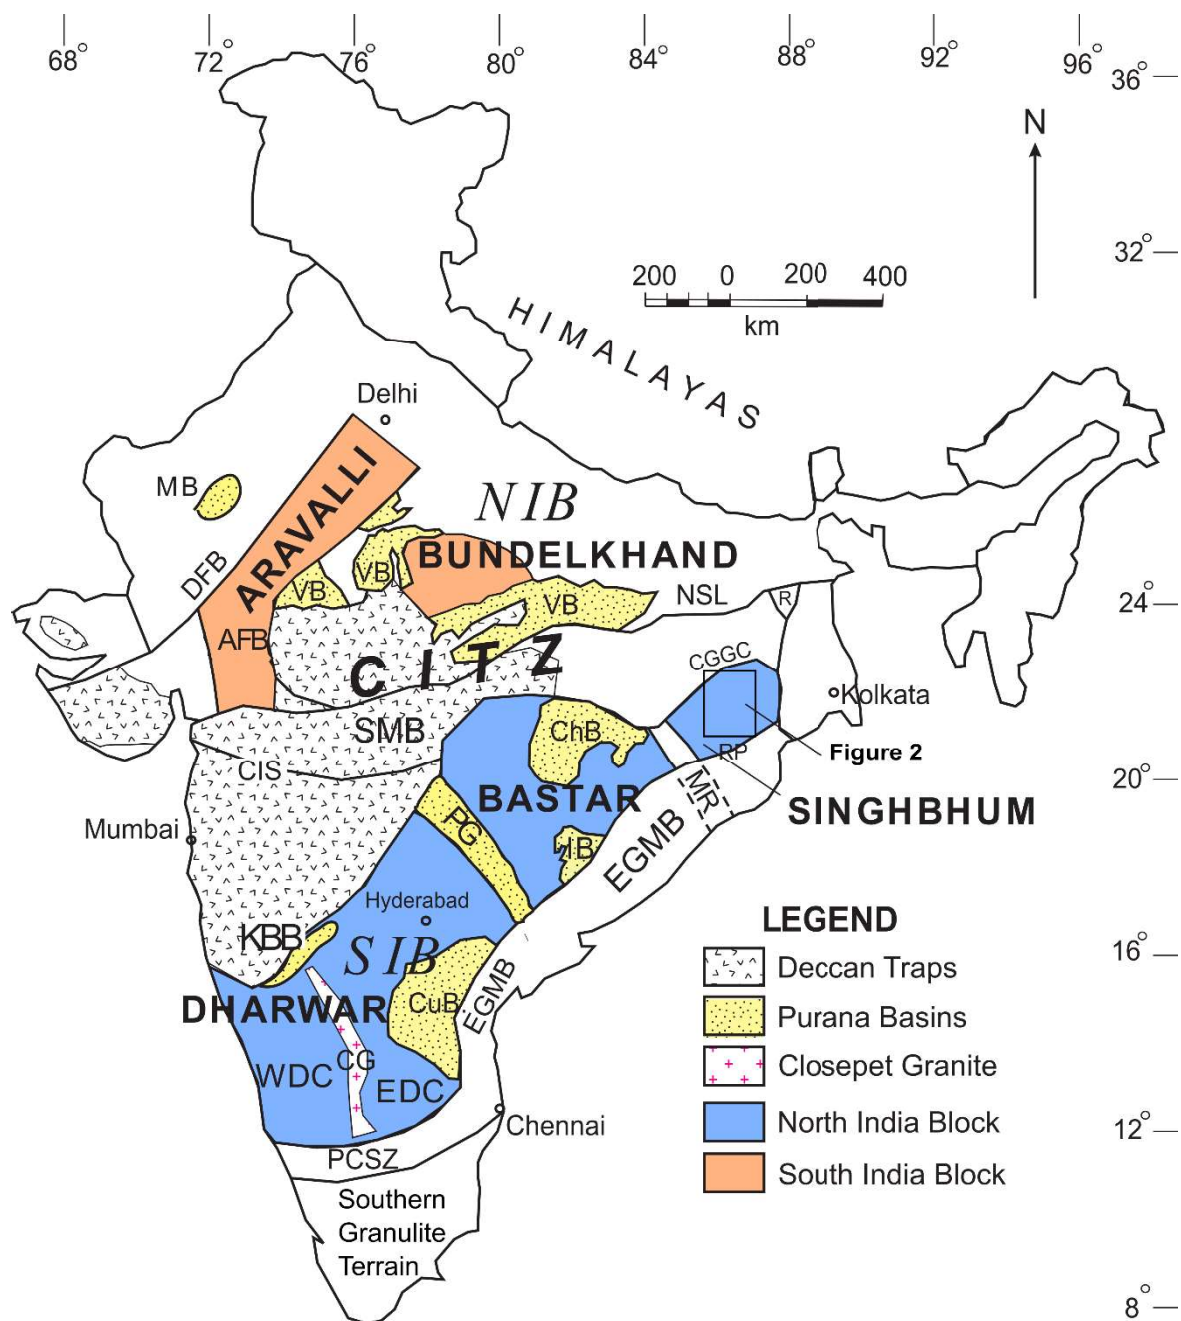 68° 72° 76° 80° 84° 88° 92° 96°
36°
N
32°
200 0 200 400
km
HIMALAYAS
Delhi
MB
ARAVALLI
NIB
BUNDELKHAND
DFB
VB
VB
VB
NSL
R
24°
AFB
CITZ
CGGC
Kolkata
SMB
ChB
RP
Figure 2
CIS
20°
BASTAR
MR
SINGHBHUM
Mumbai
PG
IB
EGMB
Hyderabad
LEGEND
KBB
SIB
16°
Deccan Traps
DHARWAR
CuB
EGMB
Purana Basins
CG
Closepet Granite
WDC
EDC
Chennai
North India Block
12°
PCSZ
South India Block
Southern
Granulite
Terrain
8°